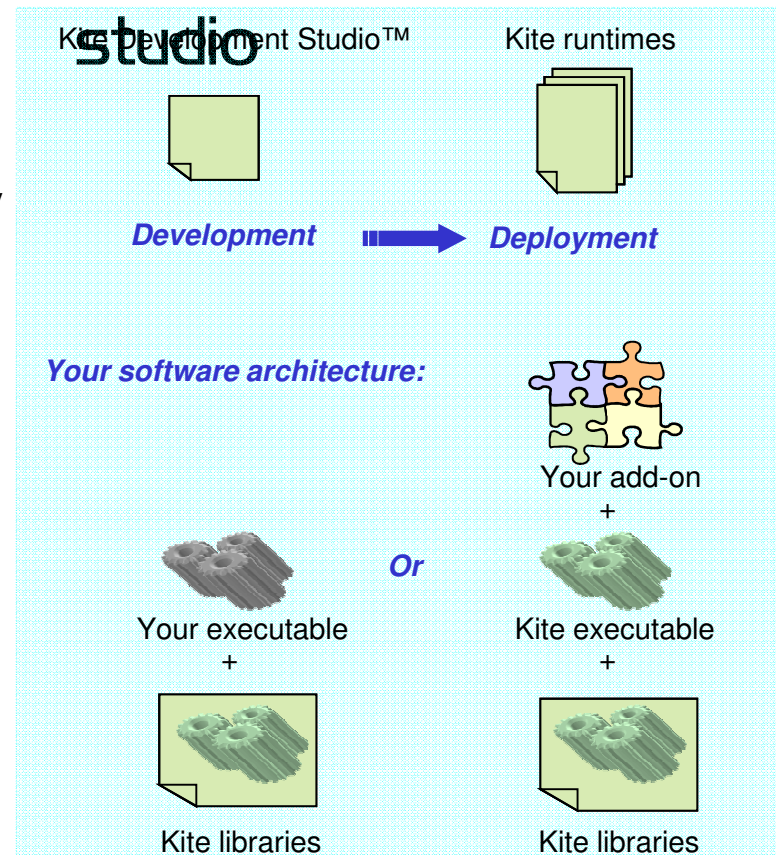 Kite Development Studio™
studio
Kite runtimes
Development
Deployment
Your software architecture:
Your add-on
+
Or
Your executable
+
Kite executable
+
Kite libraries
Kite libraries